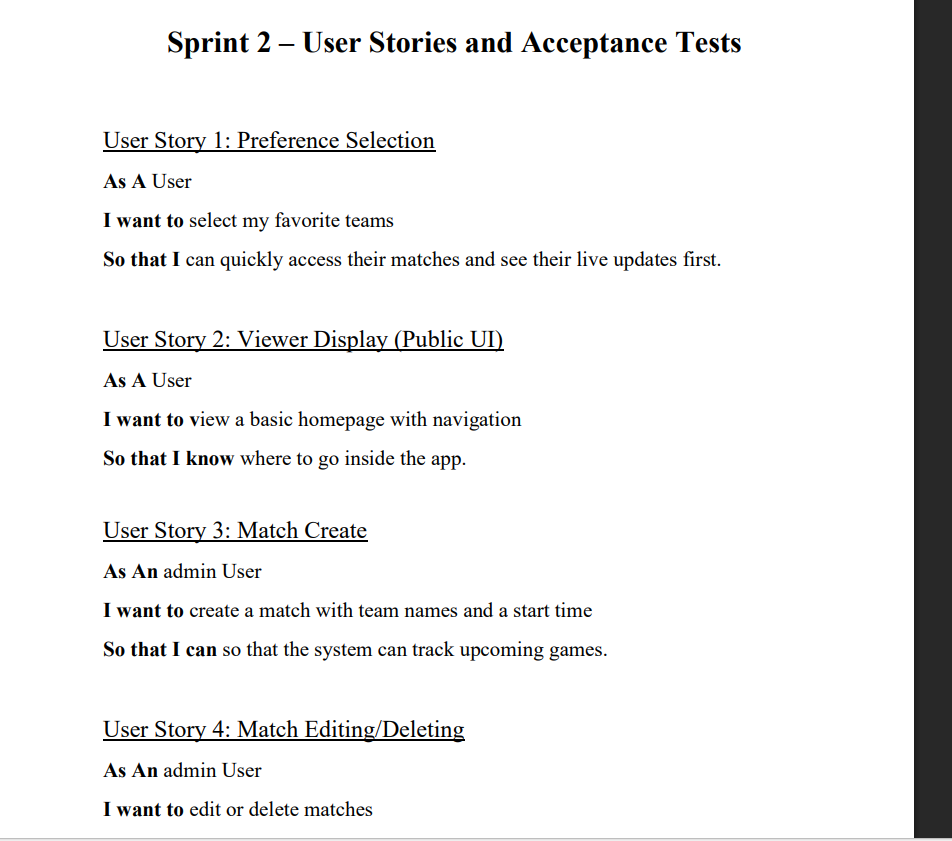 Sprint 2 – User Stories and Acceptance Tests
User Story 1: Preference Selection
As A User
I want to select my favorite teams
So that I can quickly access their matches and see their live updates first.
User Story 2: Viewer Display (Public UI)
As A User
I want to view a basic homepage with navigation
So that I know where to go inside the app.
User Story 3: Match Create
As An admin User
I want to create a match with team names and a start time
So that I can so that the system can track upcoming games.
User Story 4: Match Editing/Deleting
As An admin User
I want to edit or delete matches